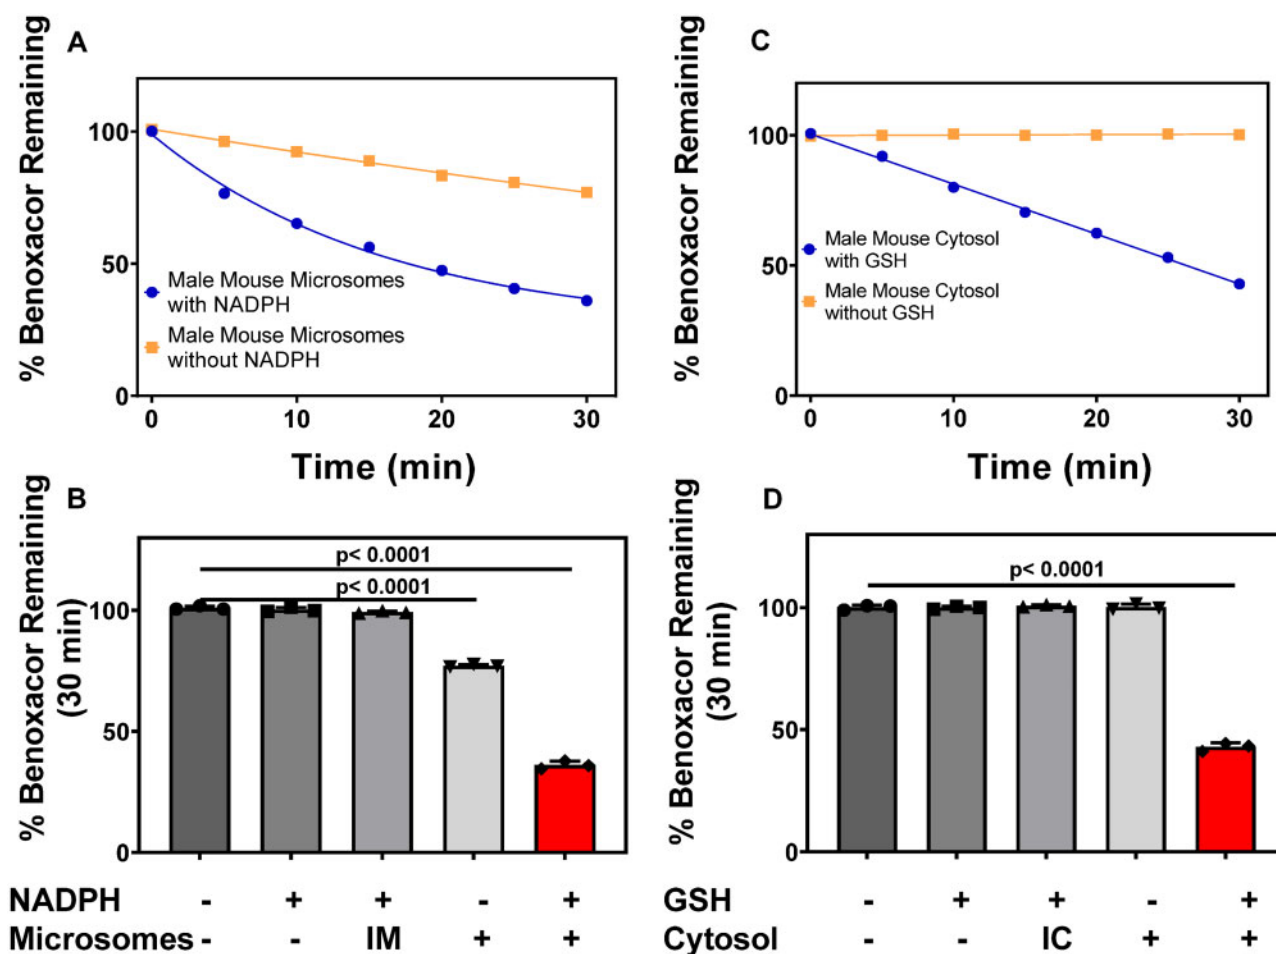 A
% Benoxacor Remaining
100
50
0
Male Mouse Microsomes
with NADPH
Male Mouse Microsomes
without NADPH
0 10 20 30
Time (min)
C
% Benoxacor Remaining
100
50
0
Male Mouse Cytosol
with GSH
Male Mouse Cytosol
without GSH
0 10 20 30
Time (min)
B
% Benoxacor Remaining
(30 min)
p< 0.0001
p< 0.0001
100
50
0
NADPH - + + - +
Microsomes - - IM + +
D
% Benoxacor Remaining
(30 min)
p< 0.0001
100
50
0
GSH - + + - +
Cytosol - - IC + +